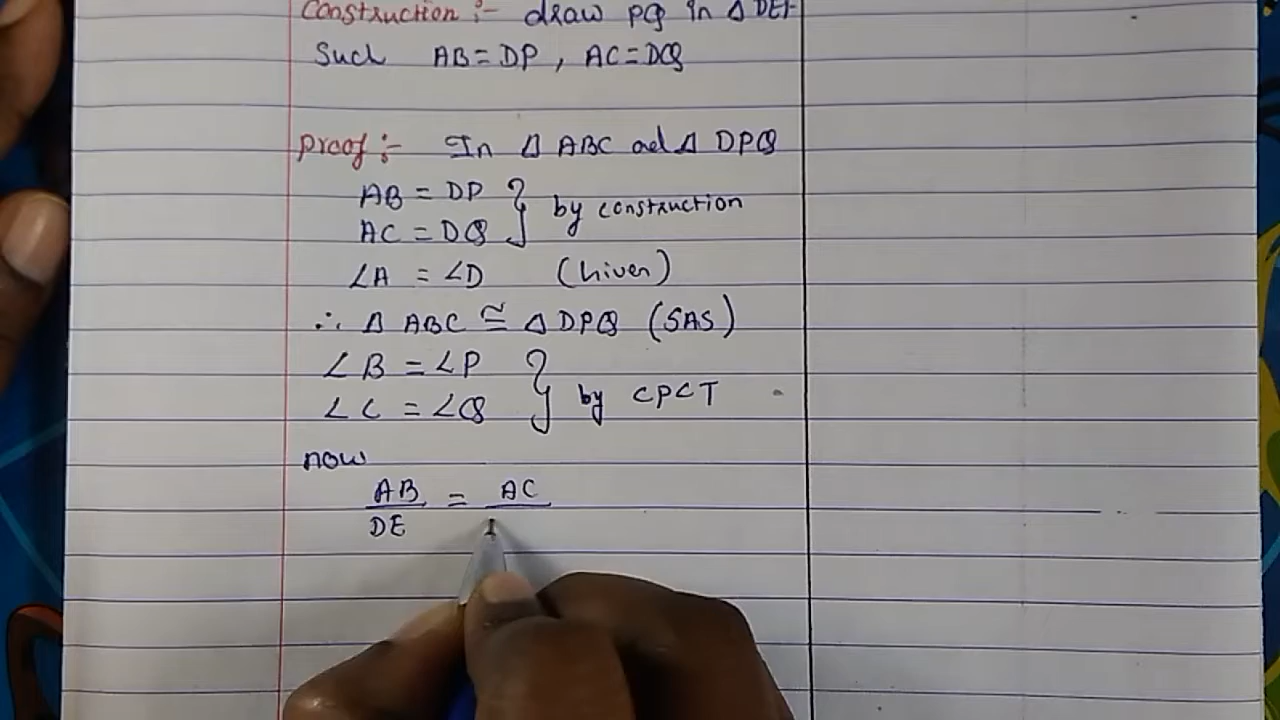 Construction :- draw PQ in Δ DEF
Such AB = DP , AC = DQ
Proof :- In Δ ABC ad Δ DPQ
AB = DP } by construction
AC = DQ
∠A = ∠D (Given)
∴ Δ ABC ≅ Δ DPQ (SAS)
∠B = ∠P } by CPCT
∠C = ∠Q
now
AB/DE = AC/